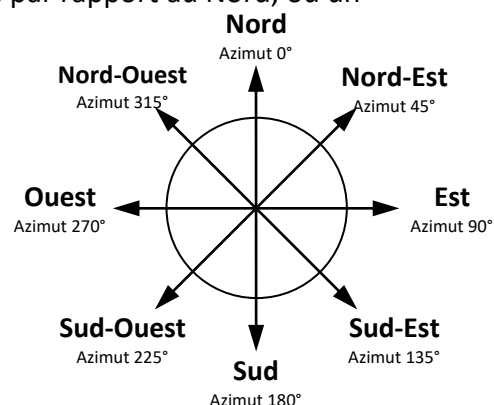 par rapport au Nord, ou un
Nord
Azimut 0°
Nord-Ouest
Azimut 315°
Nord-Est
Azimut 45°
Ouest
Azimut 270°
Est
Azimut 90°
Sud-Ouest
Azimut 225°
Sud-Est
Azimut 135°
Sud
Azimut 180°